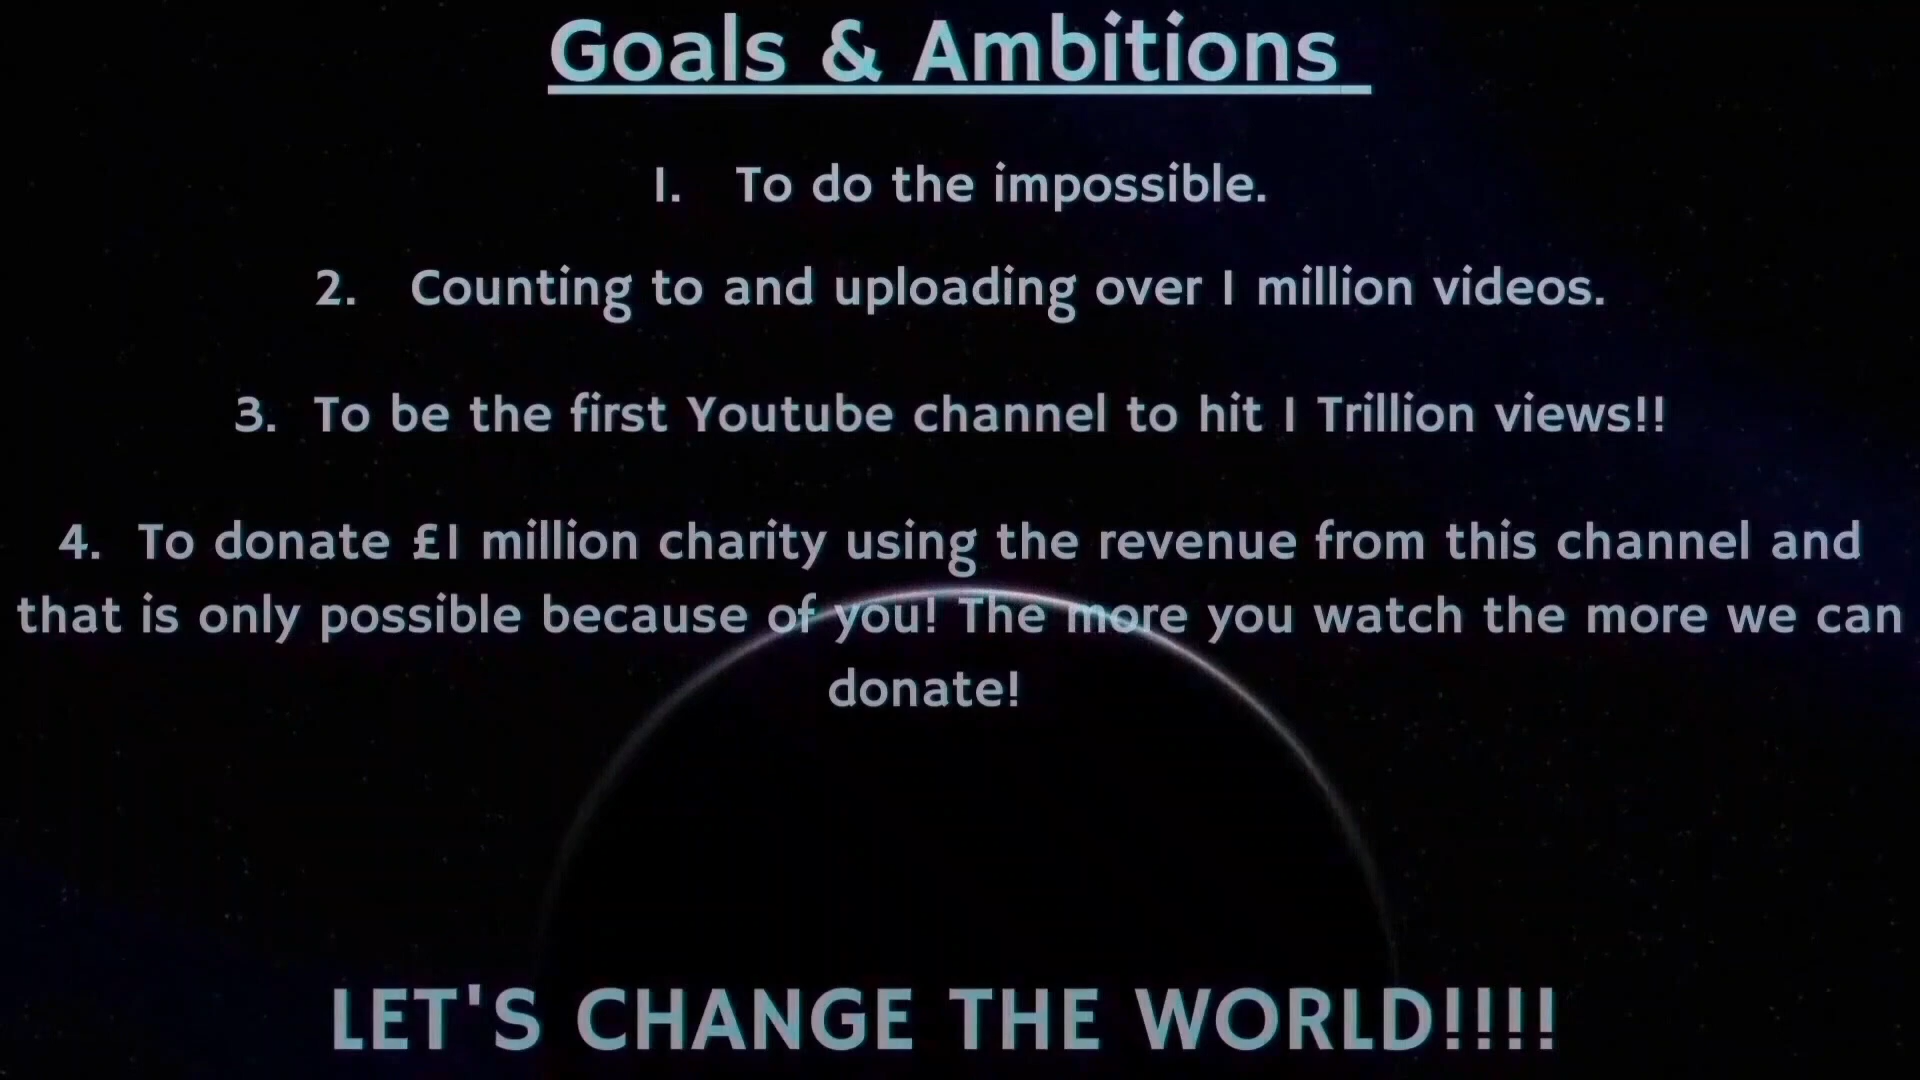 Goals & Ambitions
1. To do the impossible.
2. Counting to and uploading over 1 million videos.
3. To be the first Youtube channel to hit 1 Trillion views!!
4. To donate £1 million charity using the revenue from this channel and
that is only possible because of you! The more you watch the more we can
donate!
LET'S CHANGE THE WORLD!!!!